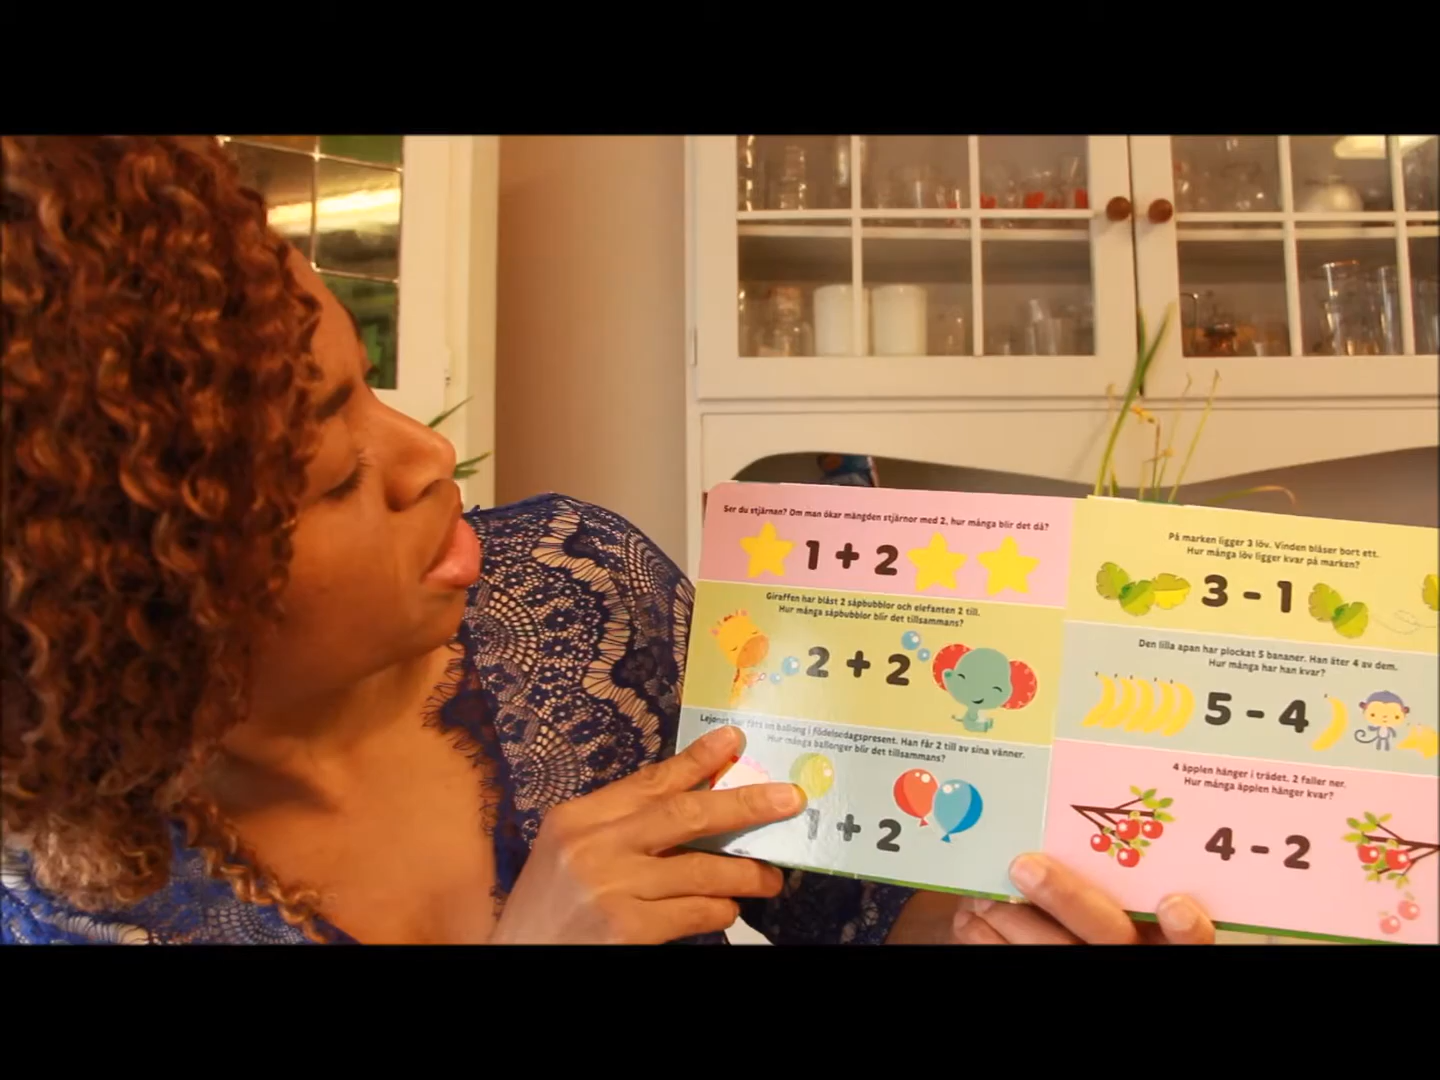 Ser du stjärnan? Om man ökar mängden stjärnor med 2, hur många blir det då?
1 + 2
Giraffen har blåst 2 såpbubblor och elefanten 2 till.
Hur många såpbubblor blir det tillsammans?
2 + 2
Lejonet har fått en ballong i födelsedagspresent. Han får 2 till av sina vänner.
Hur många ballonger blir det tillsammans?
1 + 2
På marken ligger 3 löv. Vinden blåser bort ett.
Hur många löv ligger kvar på marken?
3 - 1
Den lilla apan har plockat 5 bananer. Han äter 4 av dem.
Hur många har han kvar?
5 - 4
4 äpplen hänger i trädet. 2 faller ner.
Hur många äpplen hänger kvar?
4 - 2